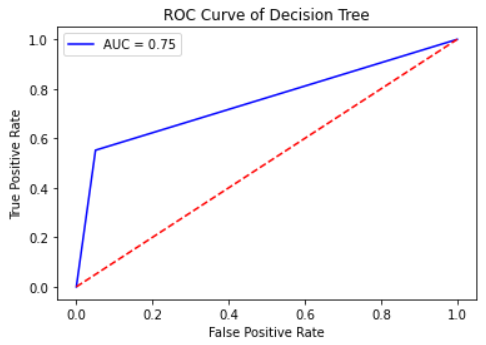 ROC Curve of Decision Tree
AUC = 0.75
True Positive Rate
1.0
0.8
0.6
0.4
0.2
0.0
0.0 0.2 0.4 0.6 0.8 1.0
False Positive Rate